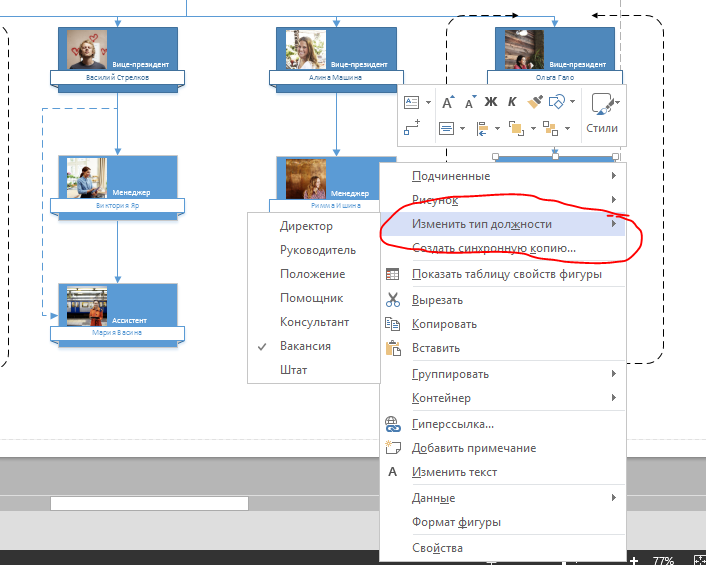 Вице-президент
Василий Стрелков
Вице-президент
Алина Машина
Вице-президент
Ольга Гало
Ж К
Стили
Менеджер
Виктория Яр
Менеджер
Римма Ишина
Ассистент
Мария Васина
Подчиненные
Рисунок
Изменить тип должности
Создать синхронную копию...
Показать таблицу свойств фигуры
Вырезать
Копировать
Вставить
Группировать
Контейнер
Гиперссылка...
Добавить примечание
Изменить текст
Данные
Формат фигуры
Свойства
Директор
Руководитель
Положение
Помощник
Консультант
Вакансия
Штат
77%